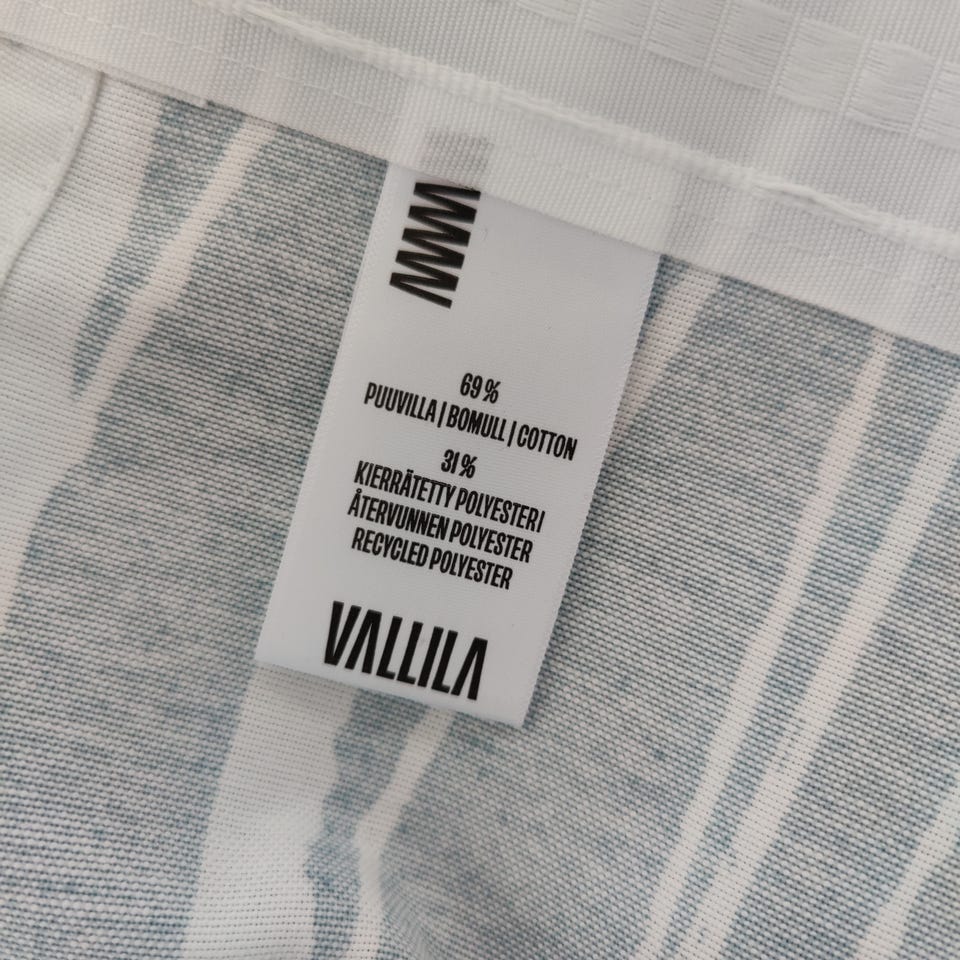 69 %
PUUVILLA | BOMULL | COTTON
31 %
KIERRÄTETTY POLYESTERI
ÅTERVUNNEN POLYESTER
RECYCLED POLYESTER
VALLILA